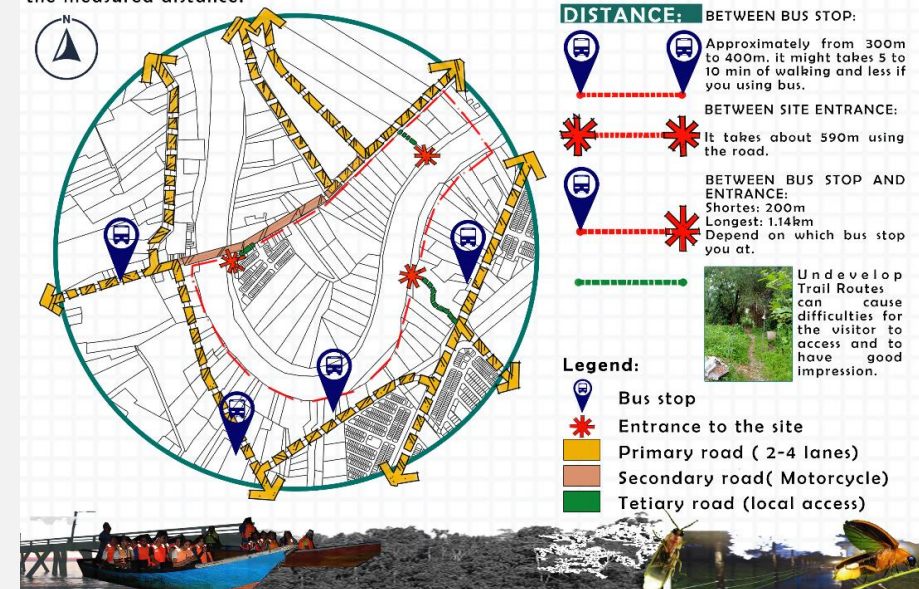 the measured distance.
N
DISTANCE:
BETWEEN BUS STOP:
Approximately from 300m
to 400m. it might takes 5 to
10 min of walking and less if
you using bus.
BETWEEN SITE ENTRANCE:
It takes about 590m using
the road.
BETWEEN BUS STOP AND
ENTRANCE:
Shortes: 200m
Longest: 1.14km
Depend on which bus stop
you at.
Undevelop
Trail Routes
can cause
difficulties for
the visitor to
access and to
have good
impression.
Legend:
Bus stop
Entrance to the site
Primary road ( 2-4 lanes)
Secondary road( Motorcycle)
Tetiary road (local access)